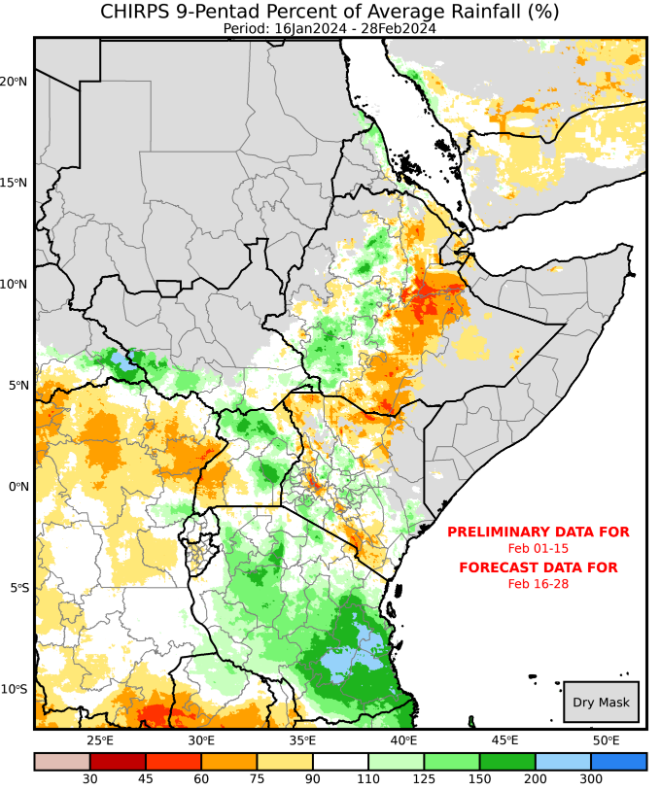 CHIRPS 9-Pentad Percent of Average Rainfall (%)
Period: 16Jan2024 - 28Feb2024
20°N
15°N
10°N
5°N
0°N
5°S
10°S
PRELIMINARY DATA FOR
Feb 01-15
FORECAST DATA FOR
Feb 16-28
Dry Mask
25°E 30°E 35°E 40°E 45°E 50°E
30 45 60 75 90 110 125 150 200 300